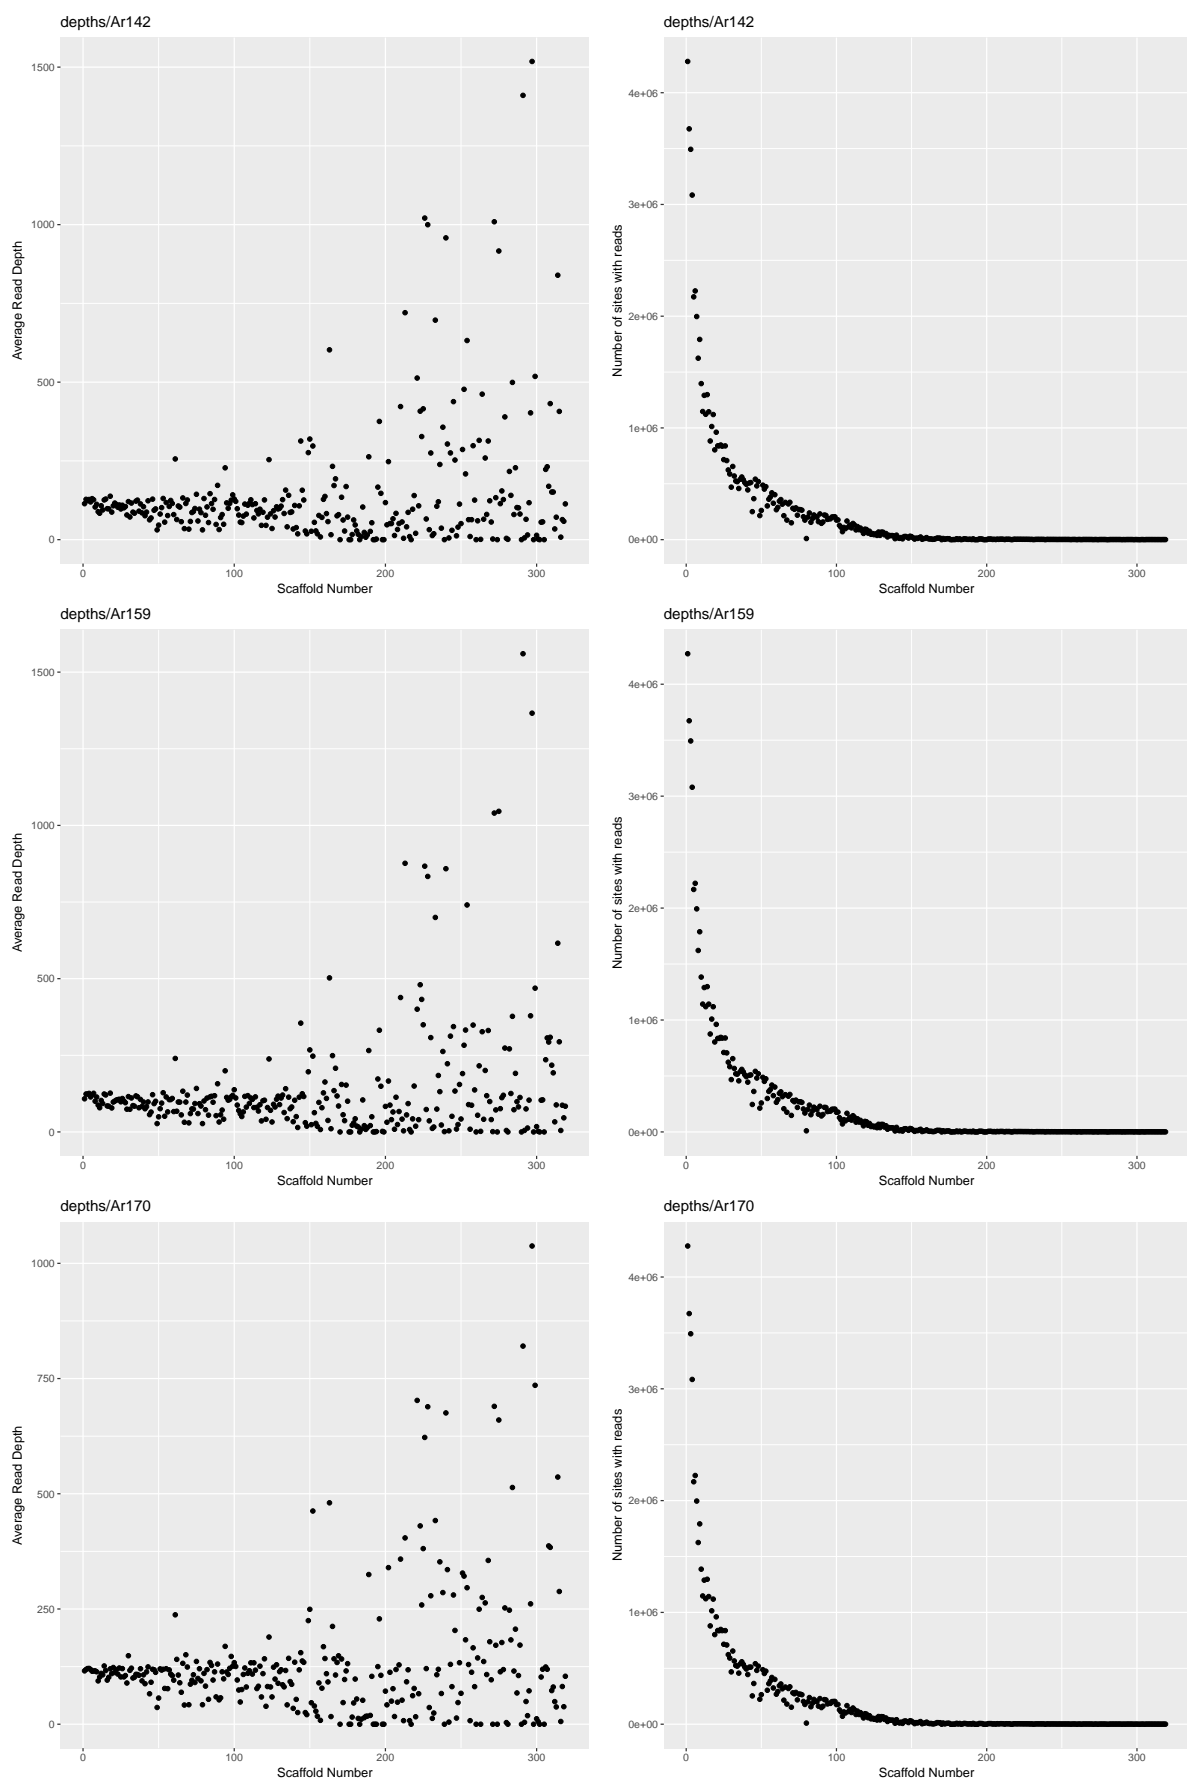 depths/Ar142
Average Read Depth
1500
1000
500
0
0 100 200 300
Scaffold Number
depths/Ar142
Number of sites with reads
4e+06
3e+06
2e+06
1e+06
0e+00
0 100 200 300
Scaffold Number
depths/Ar159
Average Read Depth
1500
1000
500
0
0 100 200 300
Scaffold Number
depths/Ar159
Number of sites with reads
4e+06
3e+06
2e+06
1e+06
0e+00
0 100 200 300
Scaffold Number
depths/Ar170
Average Read Depth
1000
750
500
250
0
0 100 200 300
Scaffold Number
depths/Ar170
Number of sites with reads
4e+06
3e+06
2e+06
1e+06
0e+00
0 100 200 300
Scaffold Number